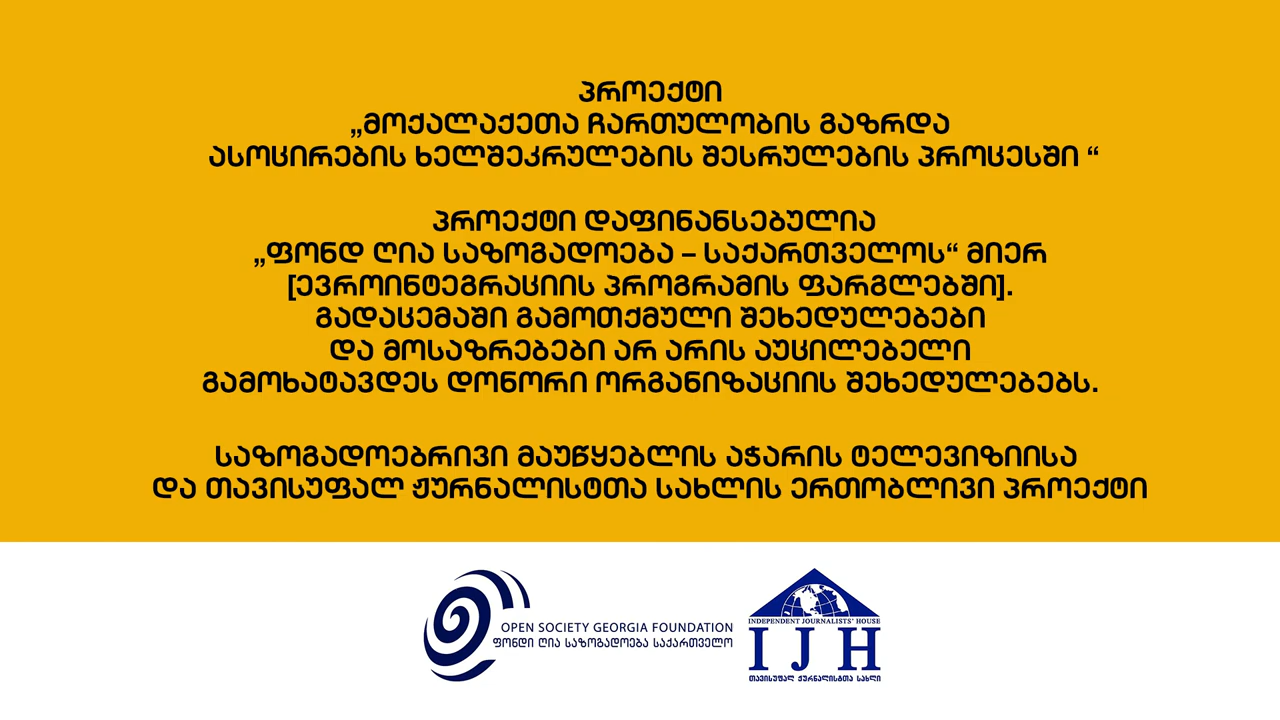 პროექტი
„მოქალაქეთა ჩართულობის გაზრდა
ასოცირების ხელშეკრულების შესრულების პროცესში “
პროექტი დაფინანსებულია
„ფონდ ღია საზოგადოება – საქართველოს“ მიერ
[ევროინტეგრაციის პროგრამის ფარგლებში].
გადაცემაში გამოთქმული შეხედულებები
და მოსაზრებები არ არის აუცილებელი
გამოხატავდეს დონორი ორგანიზაციის შეხედულებებს.
საზოგადოებრივი მაუწყებლის აჭარის ტელევიზიისა
და თავისუფალ ჟურნალისტთა სახლის ერთობლივი პროექტი
OPEN SOCIETY GEORGIA FOUNDATION
ფონდი ღია საზოგადოება საქართველო
INDEPENDENT JOURNALISTS' HOUSE
IJH
თავისუფალ ჟურნალისტთა სახლი